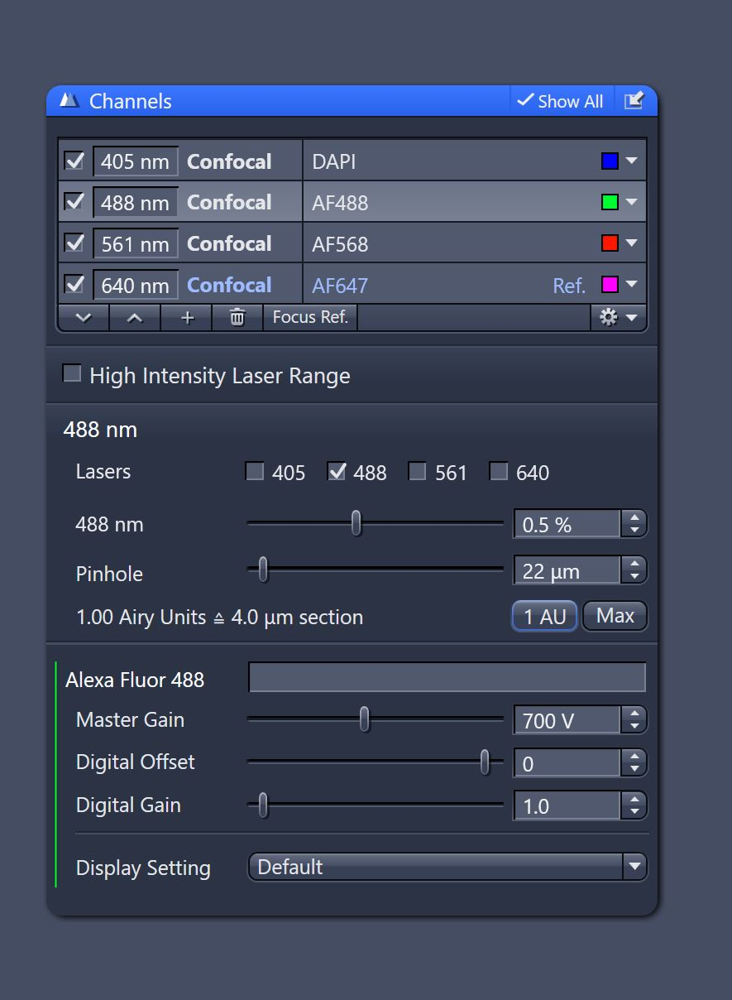 Channels Show All
405 nm Confocal DAPI
488 nm Confocal AF488
561 nm Confocal AF568
640 nm Confocal AF647 Ref.
Focus Ref.
High Intensity Laser Range
488 nm
Lasers 405 488 561 640
488 nm 0.5 %
Pinhole 22 µm
1.00 Airy Units ≙ 4.0 µm section 1 AU Max
Alexa Fluor 488
Master Gain 700 V
Digital Offset 0
Digital Gain 1.0
Display Setting Default